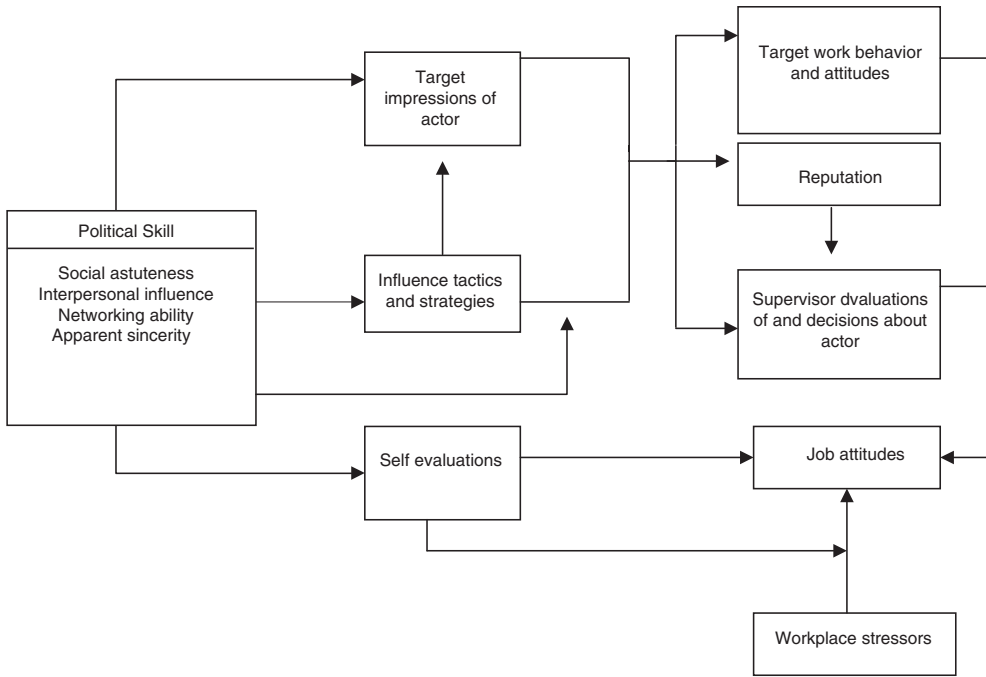 Target
impressions of
actor
Target work behavior
and attitudes
Reputation
Political Skill
Social astuteness
Interpersonal influence
Networking ability
Apparent sincerity
Influence tactics
and strategies
Supervisor dvaluations
of and decisions about
actor
Self evaluations
Job attitudes
Workplace stressors